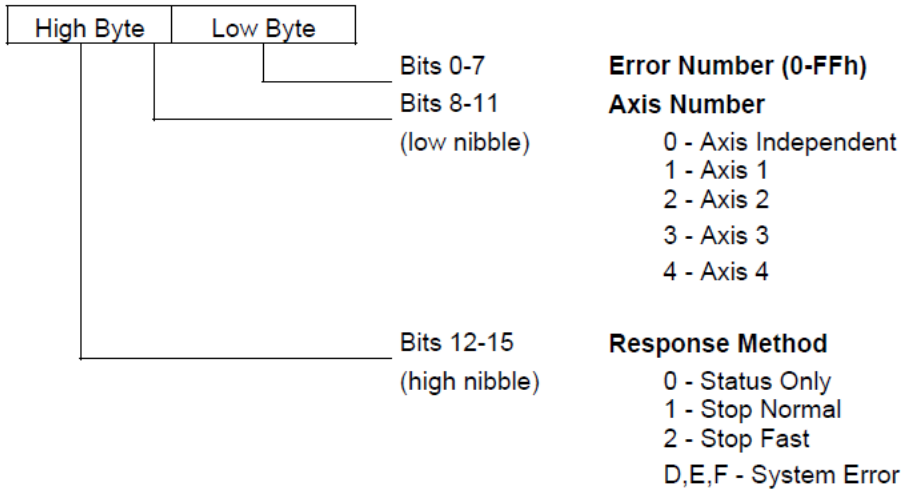 High Byte Low Byte
Bits 0-7 Error Number (0-FFh)
Bits 8-11 Axis Number
(low nibble) 0 - Axis Independent
1 - Axis 1
2 - Axis 2
3 - Axis 3
4 - Axis 4
Bits 12-15 Response Method
(high nibble) 0 - Status Only
1 - Stop Normal
2 - Stop Fast
D,E,F - System Error